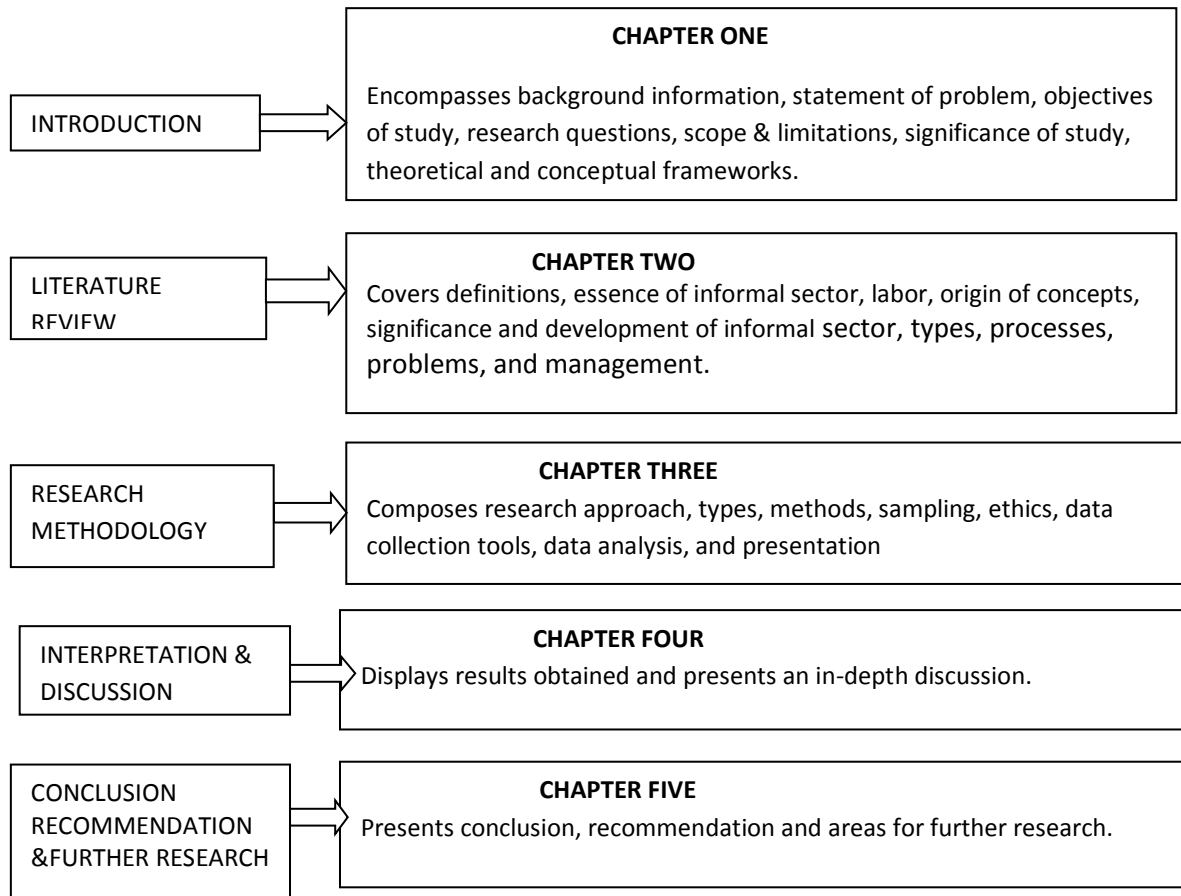 CHAPTER ONE
INTRODUCTION
Encompasses background information, statement of problem, objectives
of study, research questions, scope & limitations, significance of study,
theoretical and conceptual frameworks.
LITERATURE
REVIEW
CHAPTER TWO
Covers definitions, essence of informal sector, labor, origin of concepts,
significance and development of informal sector, types, processes,
problems, and management.
RESEARCH
METHODOLOGY
CHAPTER THREE
Composes research approach, types, methods, sampling, ethics, data
collection tools, data analysis, and presentation
INTERPRETATION &
DISCUSSION
CHAPTER FOUR
Displays results obtained and presents an in-depth discussion.
CONCLUSION
RECOMMENDATION
&FURTHER RESEARCH
CHAPTER FIVE
Presents conclusion, recommendation and areas for further research.